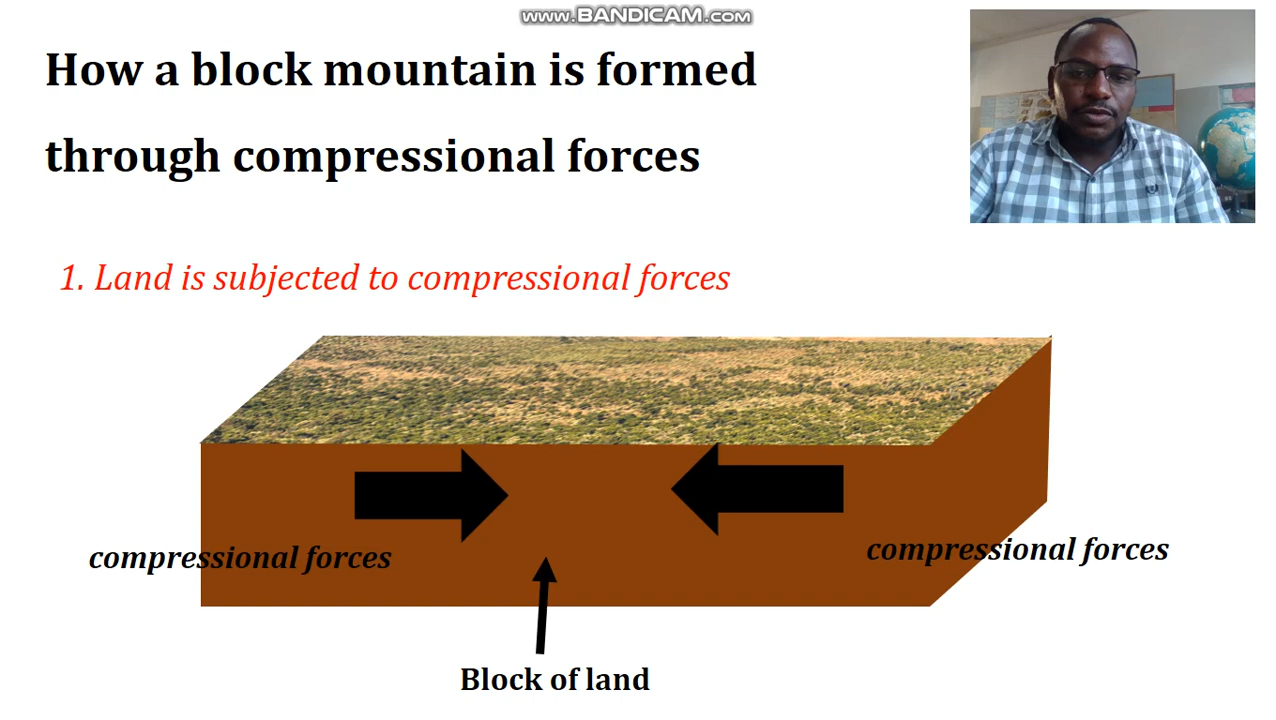 www.BANDICAM.com
How a block mountain is formed
through compressional forces
1. Land is subjected to compressional forces
compressional forces
compressional forces
Block of land